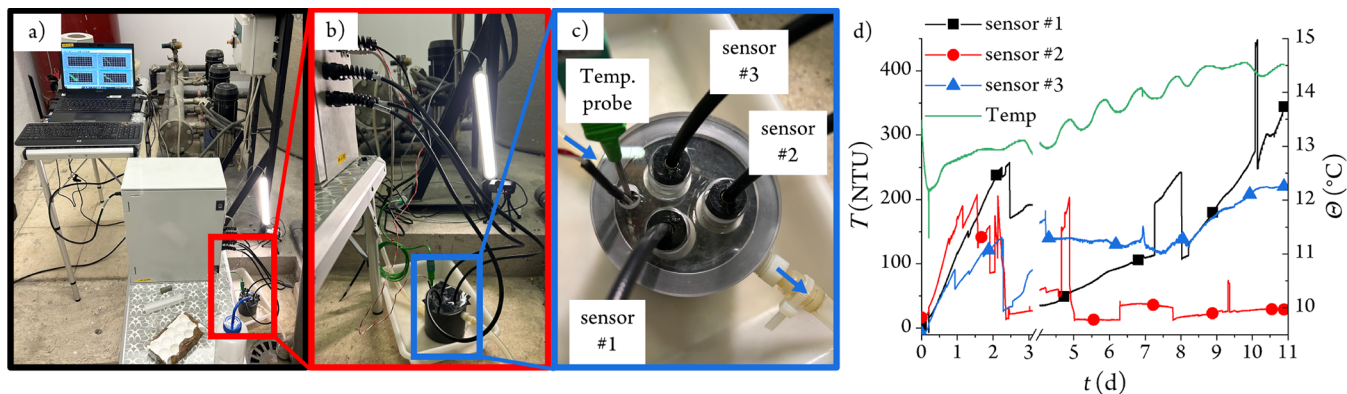 a)
b)
c)
Temp.
probe
sensor
#3
sensor
#2
sensor
#1
d)
sensor #1
sensor #2
sensor #3
Temp
T (NTU)
400
300
200
100
0
0
1
2
3
5
6
7
8
9
10
11
t (d)
15
14
13
12
11
10
Θ (°C)